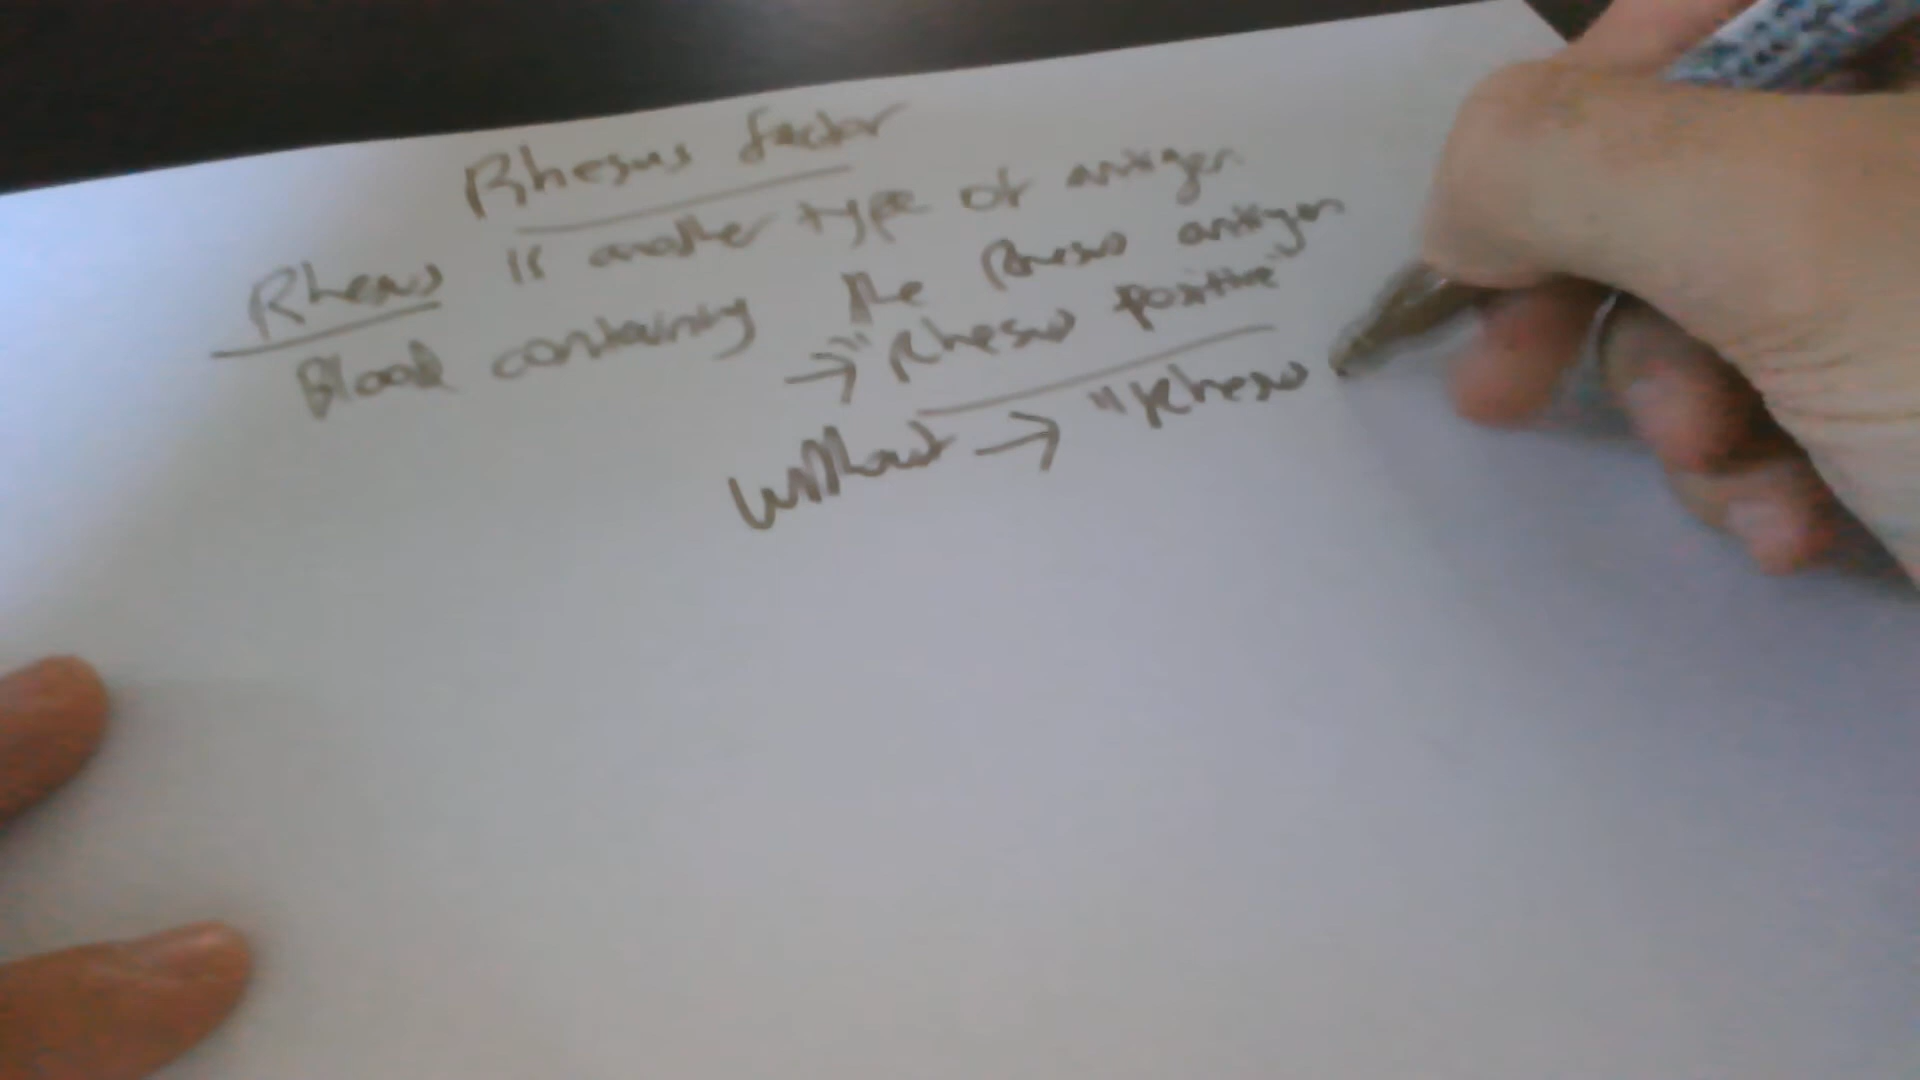 Rhesus factor
Rhesus is another type of antigen
Blood containing the Rhesus antigen
→ "Rhesus positive"
without → "Rhesus